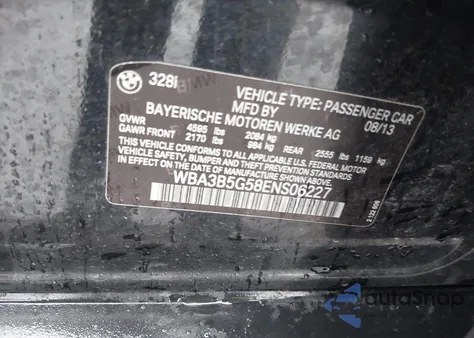 BMW 328i
VEHICLE TYPE: PASSENGER CAR
MFD BY 08/13
BAYERISCHE MOTOREN WERKE AG
GVWR 4595 lbs 2084 kg
GAWR FRONT 2170 lbs 984 kg REAR 2555 lbs 1159 kg
THIS VEHICLE CONFORMS TO ALL APPLICABLE U.S. FEDERAL MOTOR
VEHICLE SAFETY, BUMPER, AND THEFT PREVENTION STANDARDS IN
EFFECT ON THE DATE OF MANUFACTURE SHOWN ABOVE.
WBA3B5G58ENS06227
AutoSnap